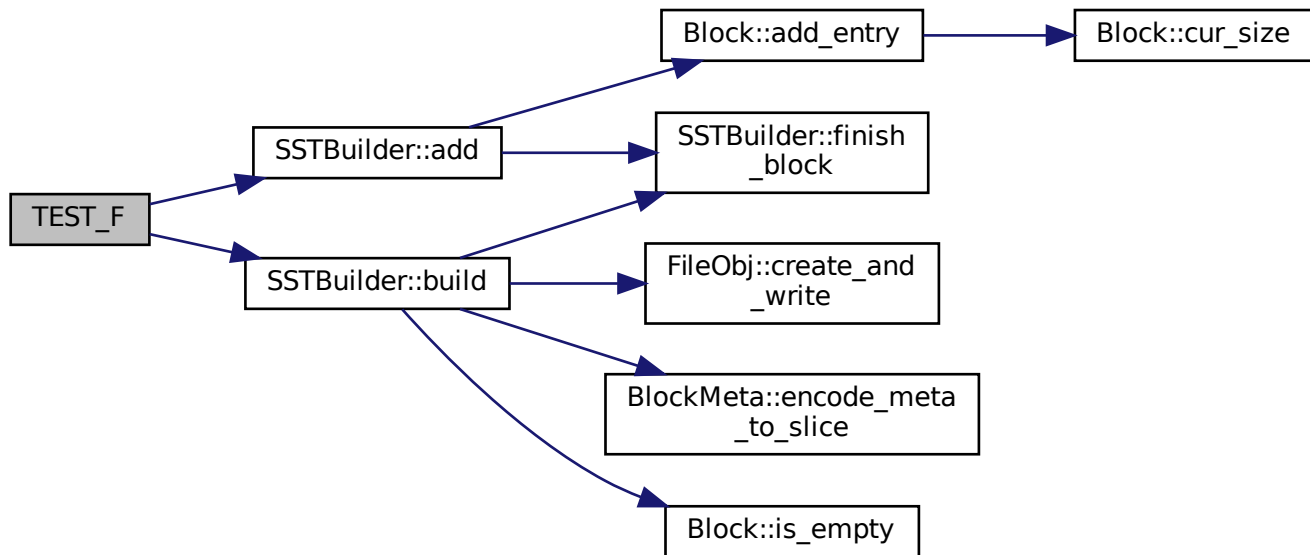 Block::add_entry
Block::cur_size
SSTBuilder::add
SSTBuilder::finish
_block
TEST_F
SSTBuilder::build
FileObj::create_and
_write
BlockMeta::encode_meta
_to_slice
Block::is_empty